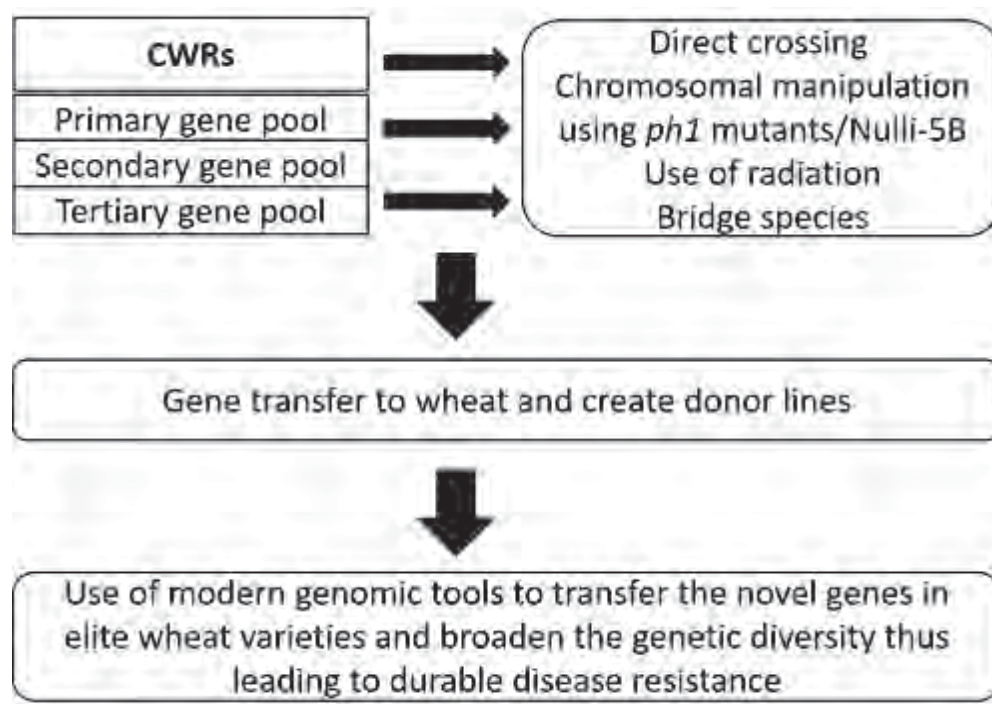 CWRs
Primary gene pool
Secondary gene pool
Tertiary gene pool
Direct crossing
Chromosomal manipulation
using ph1 mutants/Nulli-5B
Use of radiation
Bridge species
Gene transfer to wheat and create donor lines
Use of modern genomic tools to transfer the novel genes in
elite wheat varieties and broaden the genetic diversity thus
leading to durable disease resistance